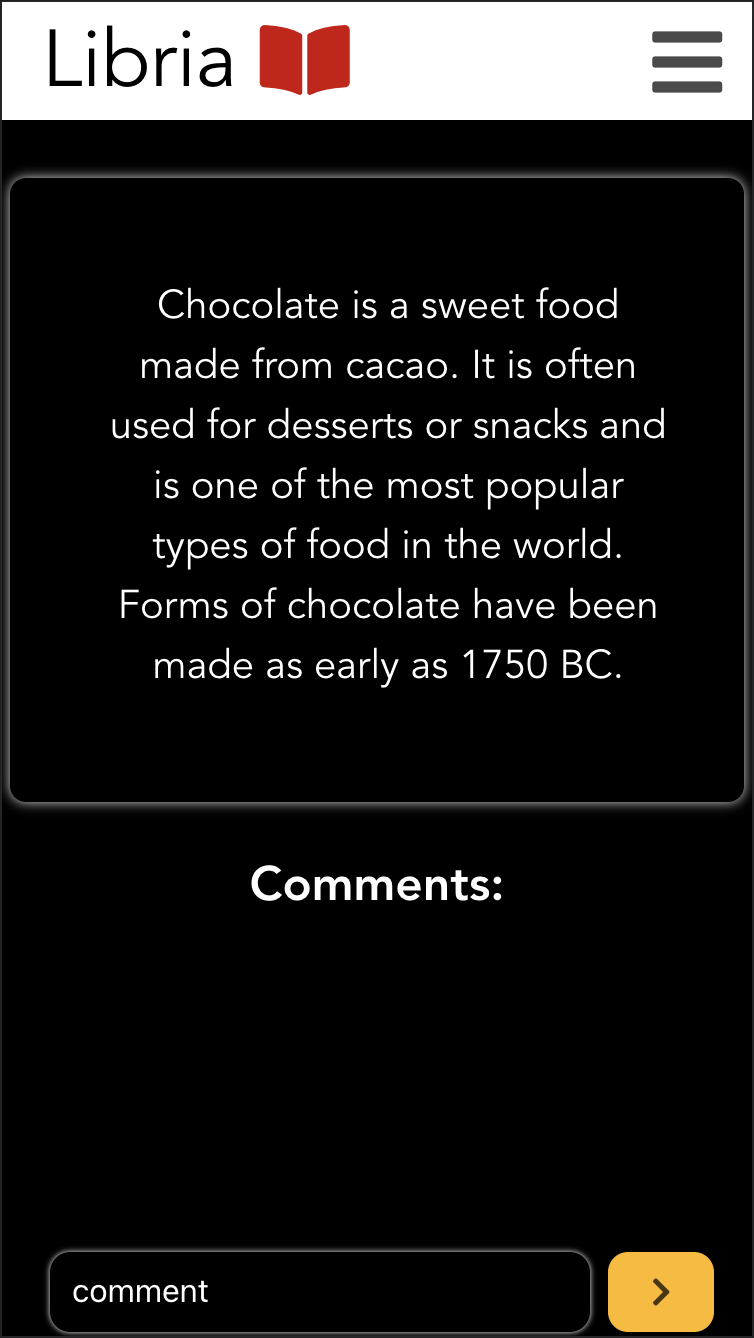 Libria
Chocolate is a sweet food
made from cacao. It is often
used for desserts or snacks and
is one of the most popular
types of food in the world.
Forms of chocolate have been
made as early as 1750 BC.
Comments:
comment